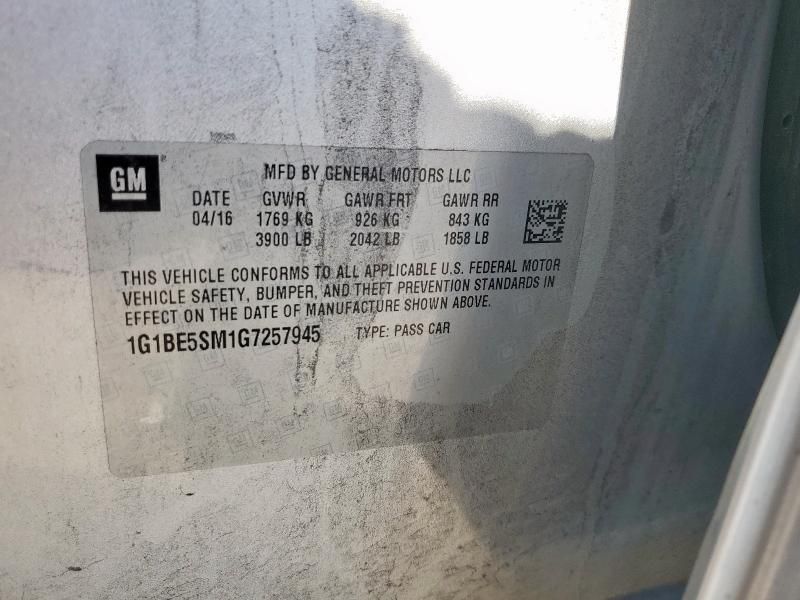 GM
MFD BY GENERAL MOTORS LLC
DATE GVWR GAWR FRT GAWR RR
04/16 1769 KG 926 KG 843 KG
3900 LB 2042 LB 1858 LB
THIS VEHICLE CONFORMS TO ALL APPLICABLE U.S. FEDERAL MOTOR
VEHICLE SAFETY, BUMPER, AND THEFT PREVENTION STANDARDS IN
EFFECT ON THE DATE OF MANUFACTURE SHOWN ABOVE.
1G1BE5SM1G7257945 TYPE: PASS CAR